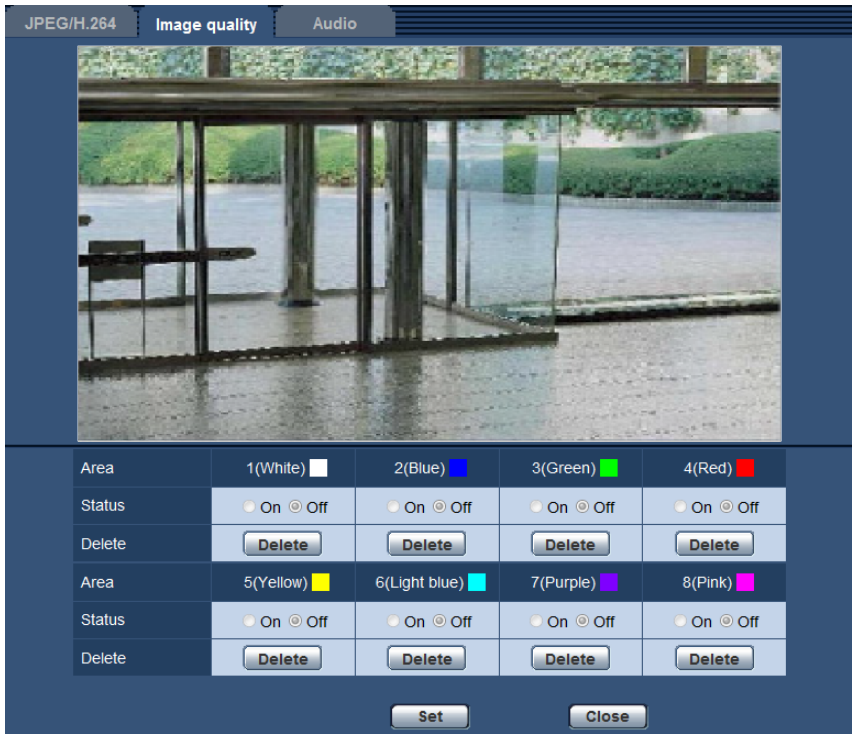 JPEG/H.264 Image quality Audio
Area 1(White) 2(Blue) 3(Green) 4(Red)
Status On Off On Off On Off On Off
Delete Delete Delete Delete Delete
Area 5(Yellow) 6(Light blue) 7(Purple) 8(Pink)
Status On Off On Off On Off On Off
Delete Delete Delete Delete Delete
Set Close